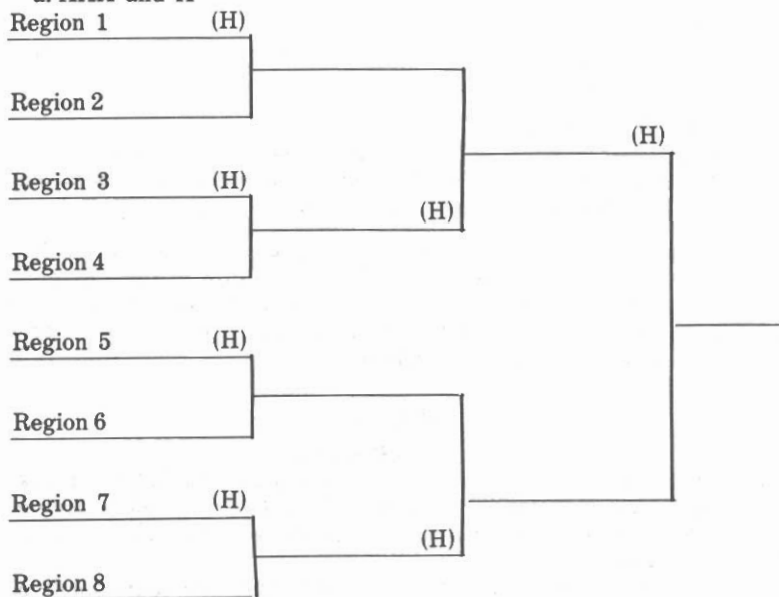 Region 1 (H)
Region 2
(H)
Region 3 (H)
(H)
Region 4
Region 5 (H)
Region 6
Region 7 (H)
(H)
Region 8